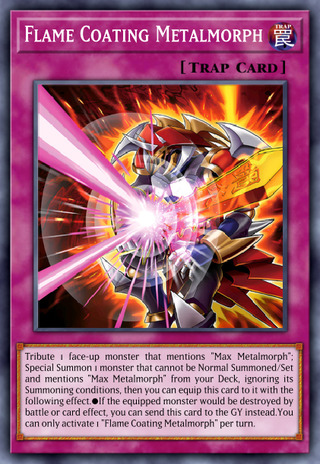 Flame Coating Metalmorph
TRAP
罠
[Trap Card]
Tribute 1 face-up monster that mentions "Max Metalmorph";
Special Summon 1 monster that cannot be Normal Summoned/Set
and mentions "Max Metalmorph" from your Deck, ignoring its
Summoning conditions, then you can equip this card to it with the
following effect.●If the equipped monster would be destroyed by
battle or card effect, you can send this card to the GY instead.You
can only activate 1 "Flame Coating Metalmorph" per turn.